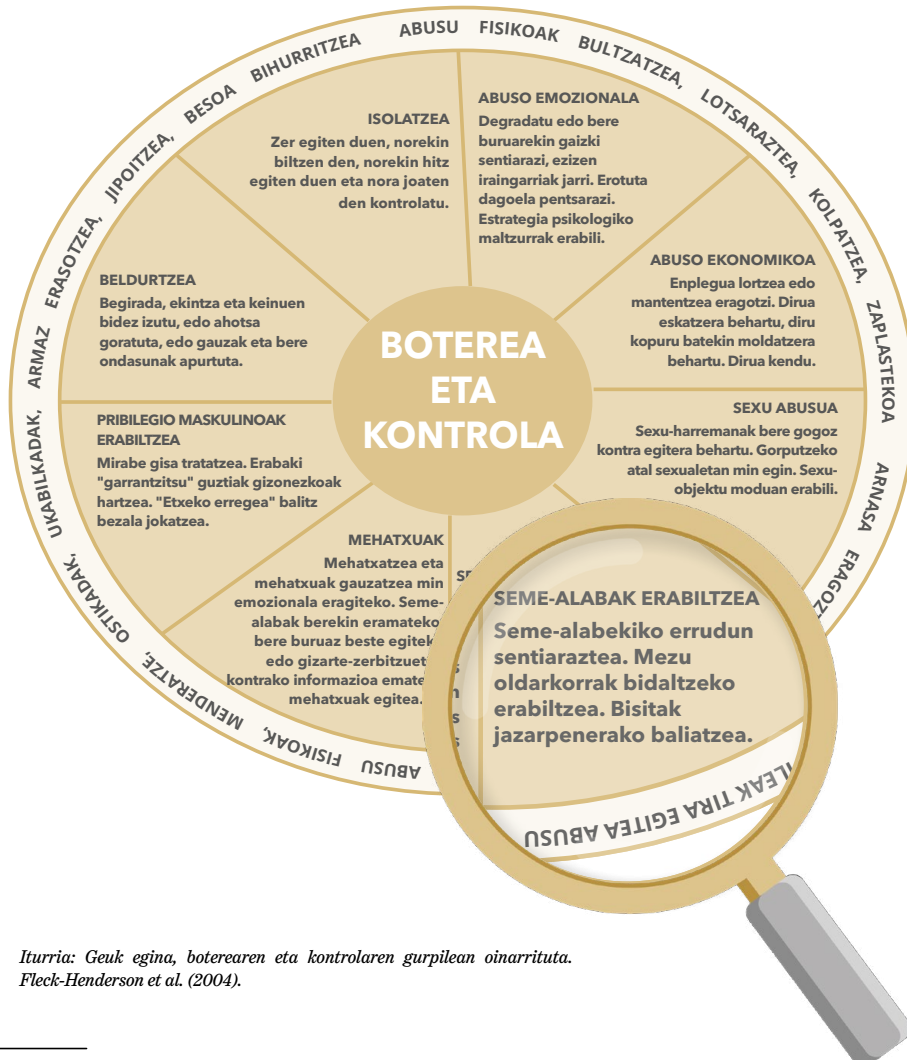 ABUSU FISIKOAK BULTZATZEA, LOTSARAZTEA, KOLPATZEA, ZAPLASTEKOA ARNASA
ABUSU FISIKOAK, MENDERATZE, OSTIKADAK, UKABILKADAK, ARMAZ ERASOTZEA, JIPOITZEA, BESOA BIHURRITZEA
ABUSO EMOZIONALA
Degradatu edo bere
buruarekin gaizki
sentiarazi, ezizen
iraingarriak jarri. Erotuta
dagoela pentsarazi.
Estrategia psikologiko
maltzurrak erabili.
ISOLATZEA
Zer egiten duen, norekin
biltzen den, norekin hitz
egiten duen eta nora joaten
den kontrolatu.
ABUSO EKONOMIKOA
Enplegua lortzea edo
mantentzea eragotzi. Dirua
eskatzera behartu, diru
kopuru batekin moldatzera
behartu. Dirua kendu.
BELDURTZEA
Begirada, ekintza eta keinuen
bidez izutu, edo ahotsa
goratuta, edo gauzak eta bere
ondasunak apurtuta.
BOTEREA
ETA
KONTROLA
SEXU ABUSUA
Sexu-harremanak bere gogoz
kontra egitera behartu. Gorputzeko
atal sexualetan min egin. Sexu-
objektu moduan erabili.
PRIBILEGIO MASKULINOAK
ERABILTZEA
Mirabe gisa tratatzea. Erabaki
"garrantzitsu" guztiak gizonezkoak
hartzea. "Etxeko erregea" balitz
bezala jokatzea.
MEHATXUAK
Mehatxatzea eta
mehatxuak gauzatzea min
emozionala eragiteko. Seme-
alabak berekin eramateko
bere buruaz beste
edo
kontrako informazioa
mehatxuak egitea.
SEME-ALABAK ERABILTZEA
Seme-alabekiko errudun
sentiaraztea. Mezu
oldarkorrak bidaltzeko
erabiltzea. Bisitak
jazarpenerako baliatzea.
TIRA EGITEA ABUSU
Iturria: Geuk egina, boterearen eta kontrolaren gurpilean oinarrituta.
Fleck-Henderson et al. (2004).